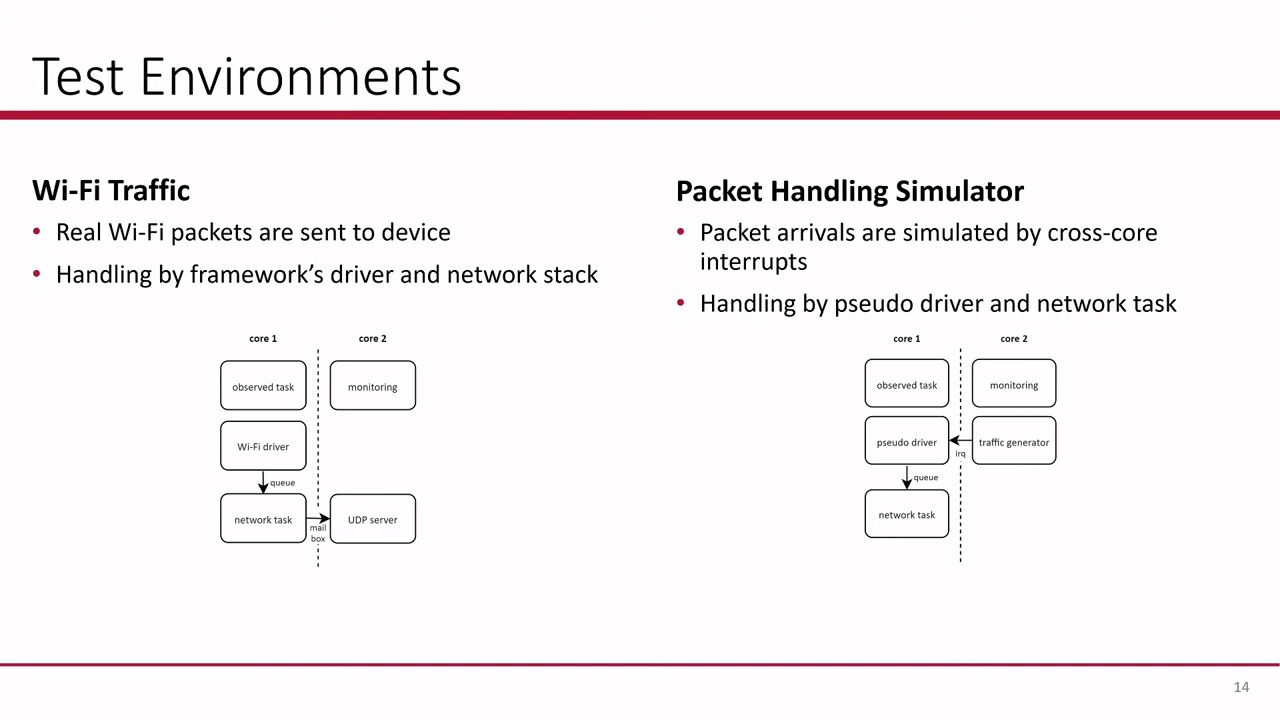 Test Environments
Wi-Fi Traffic
• Real Wi-Fi packets are sent to device
• Handling by framework’s driver and network stack
core 1
core 2
observed task
monitoring
Wi-Fi driver
queue
network task
mail
box
UDP server
Packet Handling Simulator
• Packet arrivals are simulated by cross-core
interrupts
• Handling by pseudo driver and network task
core 1
core 2
observed task
monitoring
pseudo driver
irq
traffic generator
queue
network task
14